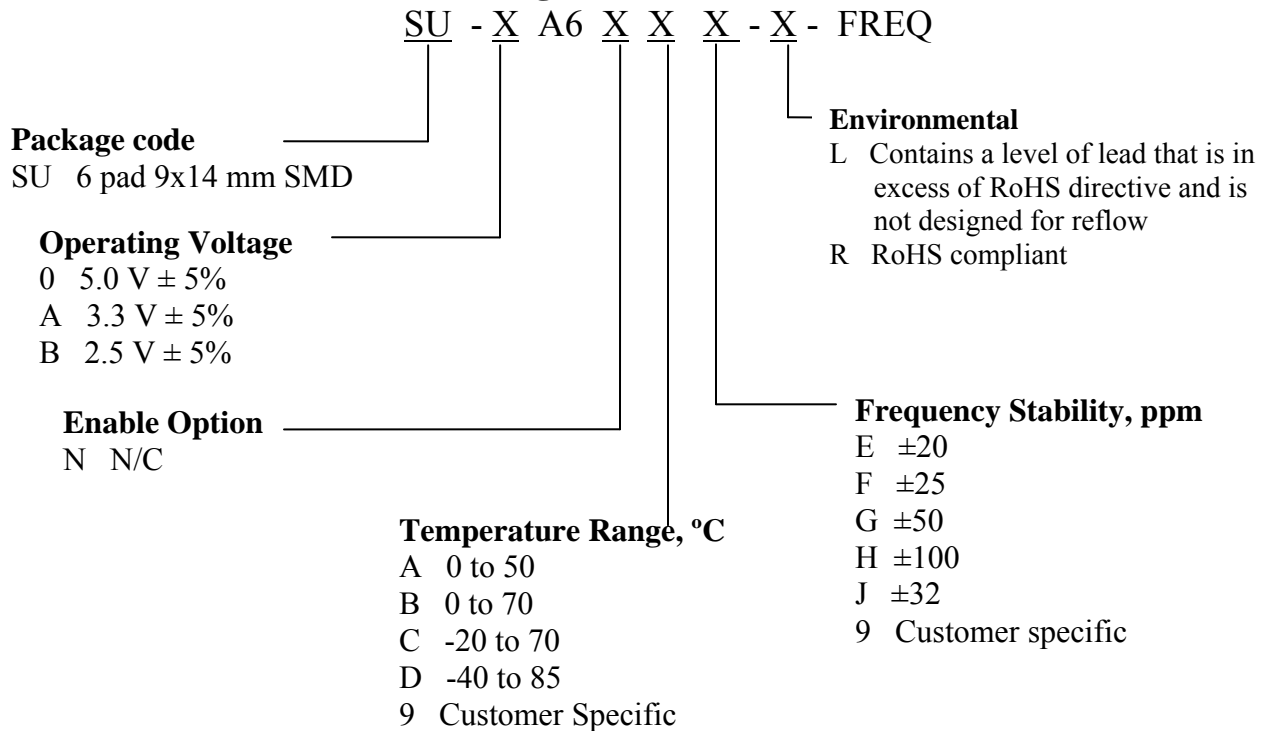 SU - X A6 X X X - X - FREQ
Package code
SU 6 pad 9x14 mm SMD
Operating Voltage
0 5.0 V ± 5%
A 3.3 V ± 5%
B 2.5 V ± 5%
Enable Option
N N/C
Temperature Range, ºC
A 0 to 50
B 0 to 70
C -20 to 70
D -40 to 85
9 Customer Specific
Environmental
L Contains a level of lead that is in
excess of RoHS directive and is
not designed for reflow
R RoHS compliant
Frequency Stability, ppm
E ±20
F ±25
G ±50
H ±100
J ±32
9 Customer specific